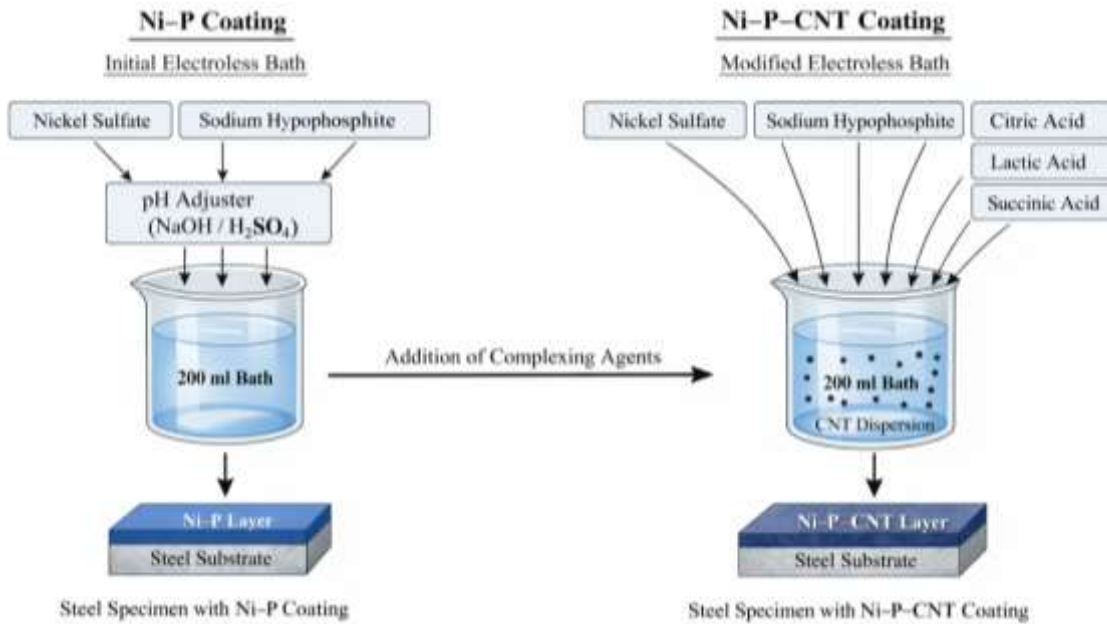 Ni–P Coating
Initial Electroless Bath
Nickel Sulfate
Sodium Hypophosphite
pH Adjuster
(NaOH / H₂SO₄)
200 ml Bath
Ni–P Layer
Steel Substrate
Steel Specimen with Ni–P Coating
Addition of Complexing Agents
Ni–P–CNT Coating
Modified Electroless Bath
Nickel Sulfate
Sodium Hypophosphite
Citric Acid
Lactic Acid
Succinic Acid
200 ml Bath
CNT Dispersion
Ni–P–CNT Layer
Steel Substrate
Steel Specimen with Ni–P–CNT Coating